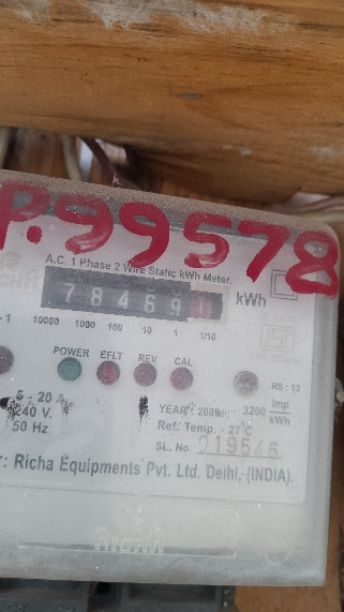 P.99578
A.C. 1 Phase 2 Wire Static kWh Meter.
78469 kWh
10000 1000 100 10 1 1/10
POWER EFLT REV. CAL
RS : 12
5 - 20 A
240 V.
50 Hz
YEAR : 2009 3200 imp/kWh
Ref. Temp. - 27°C
SL. No. 219546
: Richa Equipments Pvt. Ltd. Delhi, (INDIA).